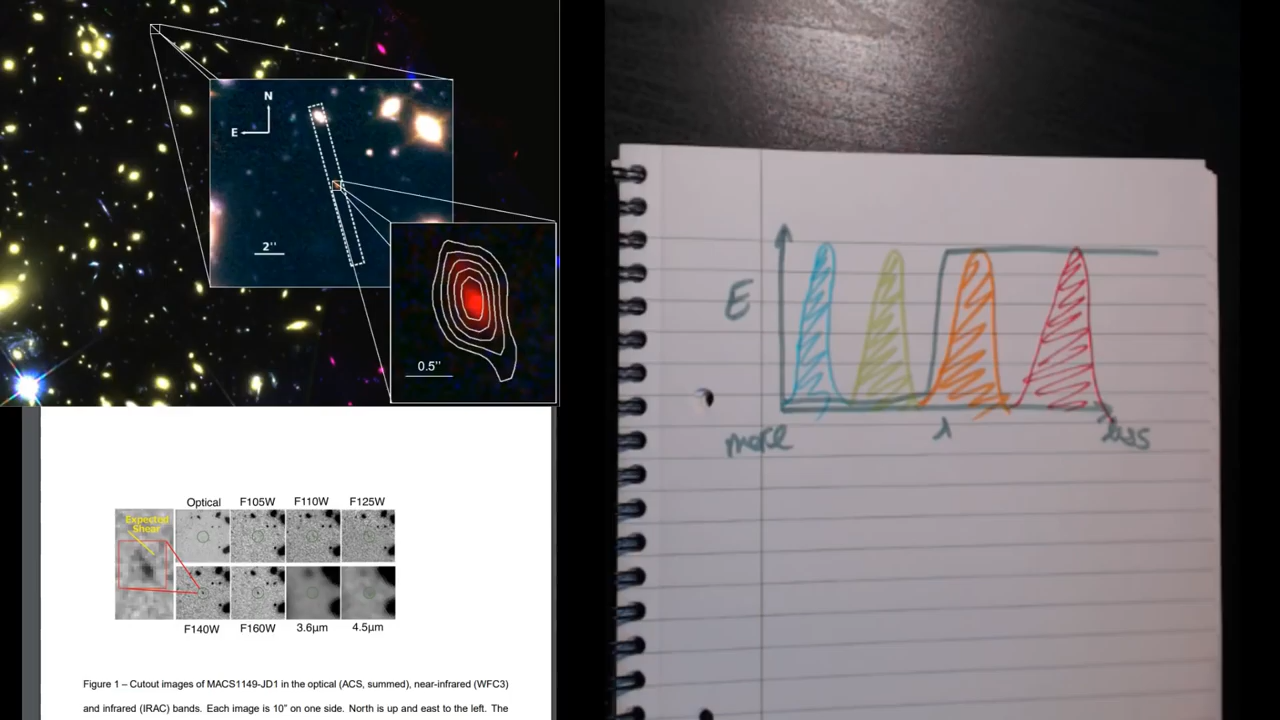 N
E
2''
0.5''
Optical F105W F110W F125W
Expected
Shear
F140W F160W 3.6μm 4.5μm
Figure 1 – Cutout images of MACS1149-JD1 in the optical (ACS, summed), near-infrared (WFC3)
and infrared (IRAC) bands. Each image is 10” on one side. North is up and east to the left. The
E
more λ less